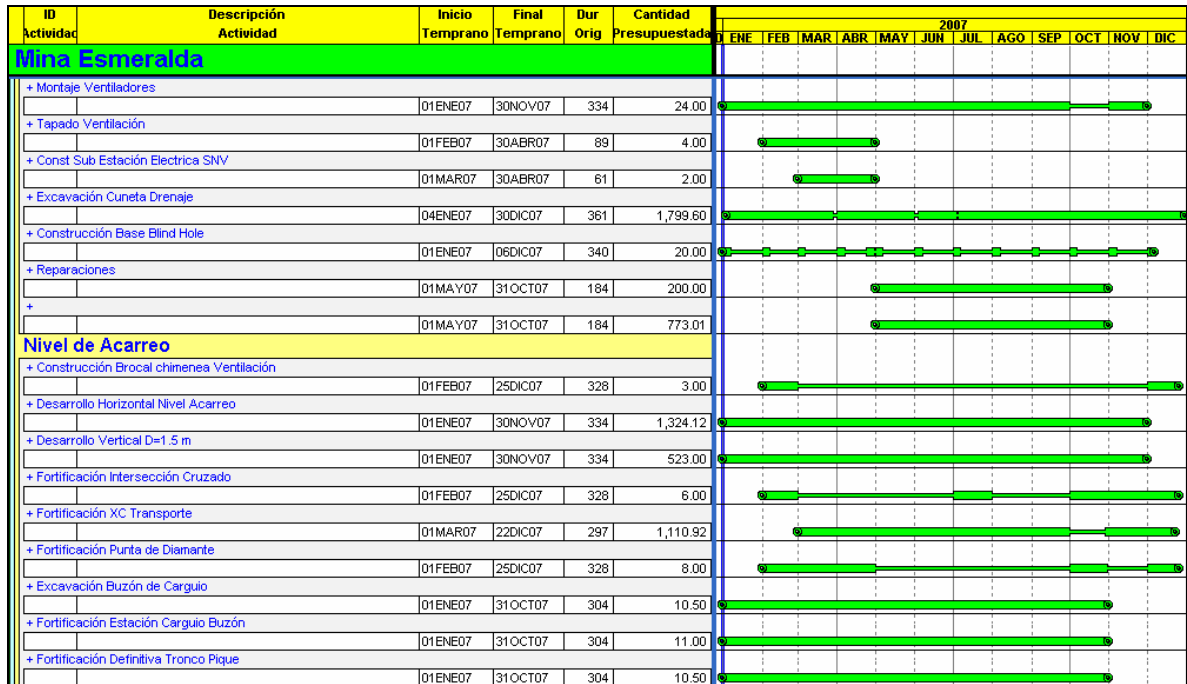 ID Descripción Inicio Final Dur Cantidad
Actividad Actividad Temprano Temprano Orig Presupuestada
2007
D ENE FEB MAR ABR MAY JUN JUL AGO SEP OCT NOV DIC
Mina Esmeralda
+ Montaje Ventiladores
01ENE07 30NOV07 334 24.00
+ Tapado Ventilación
01FEB07 30ABR07 89 4.00
+ Const Sub Estación Electrica SNV
01MAR07 30ABR07 61 2.00
+ Excavación Cuneta Drenaje
04ENE07 30DIC07 361 1,799.60
+ Construcción Base Blind Hole
01ENE07 06DIC07 340 20.00
+ Reparaciones
01MAY07 31OCT07 184 200.00
+
01MAY07 31OCT07 184 773.01
Nivel de Acarreo
+ Construcción Brocal chimenea Ventilación
01FEB07 25DIC07 328 3.00
+ Desarrollo Horizontal Nivel Acarreo
01ENE07 30NOV07 334 1,324.12
+ Desarrollo Vertical D=1.5 m
01ENE07 30NOV07 334 523.00
+ Fortificación Intersección Cruzado
01FEB07 25DIC07 328 6.00
+ Fortificación XC Transporte
01MAR07 22DIC07 297 1,110.92
+ Fortificación Punta de Diamante
01FEB07 25DIC07 328 8.00
+ Excavación Buzón de Carguio
01ENE07 31OCT07 304 10.50
+ Fortificación Estación Carguio Buzón
01ENE07 31OCT07 304 11.00
+ Fortificación Definitiva Tronco Pique
01ENE07 31OCT07 304 10.50